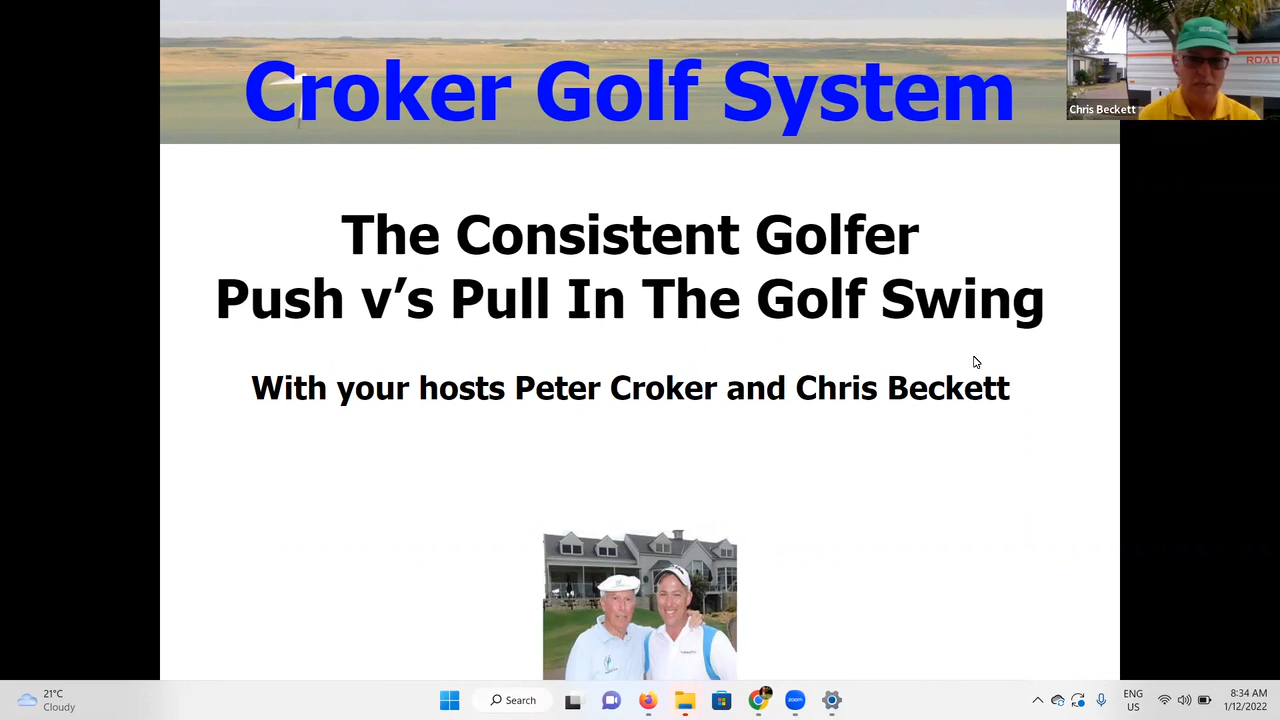 Croker Golf System
ROAD
Chris Beckett
The Consistent Golfer
Push v’s Pull In The Golf Swing
With your hosts Peter Croker and Chris Beckett
21°C
Cloudy
Search
ENG
US
8:34 AM
1/12/2022